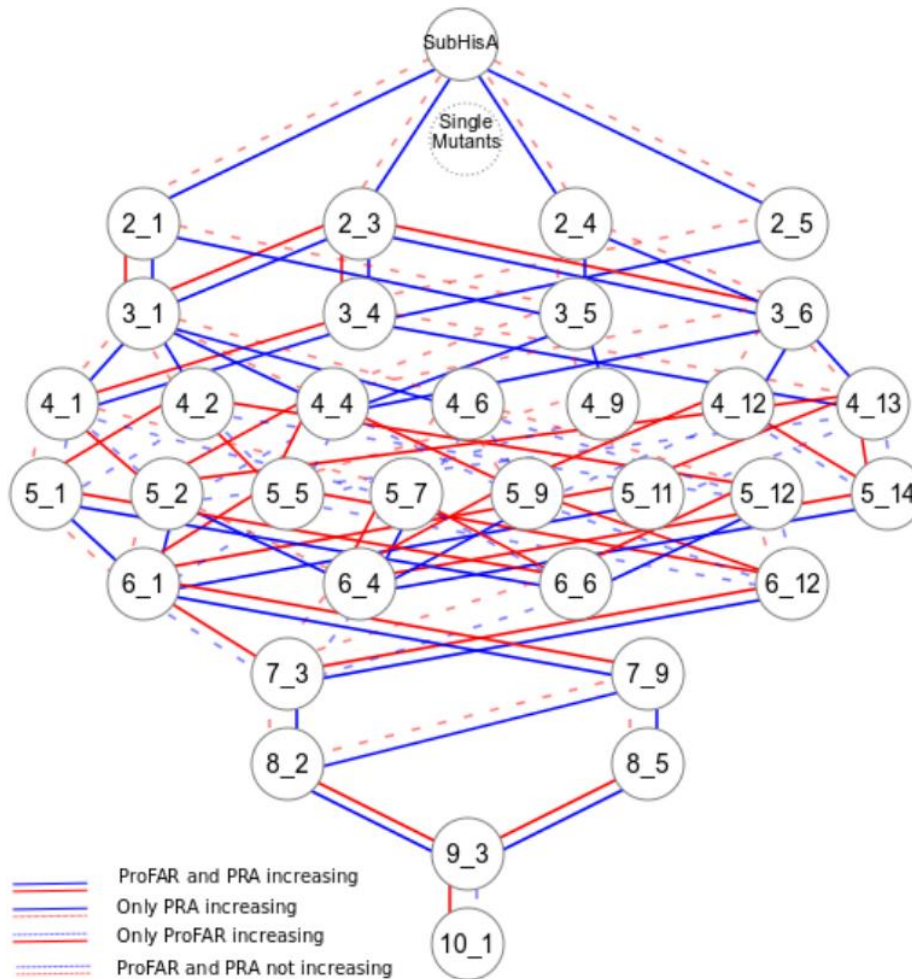 SubHisA
Single
Mutants
2_1 2_3 2_4 2_5
3_1 3_4 3_5 3_6
4_1 4_2 4_4 4_6 4_9 4_12 4_13
5_1 5_2 5_5 5_7 5_9 5_11 5_12 5_14
6_1 6_4 6_6 6_12
7_3 7_9
8_2 8_5
9_3
10_1
ProFAR and PRA increasing
Only PRA increasing
Only ProFAR increasing
ProFAR and PRA not increasing